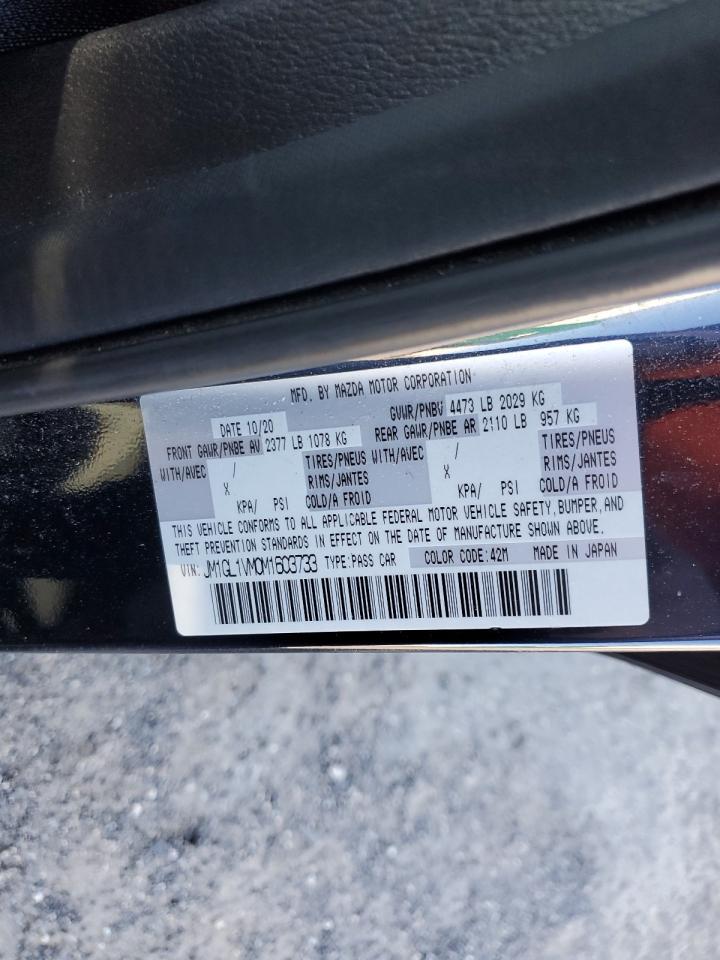 MFD. BY MAZDA MOTOR CORPORATION
DATE 10/20 GVWR/PNBV 4473 LB 2029 KG
FRONT GAWR/PNBE AV 2377 LB 1078 KG REAR GAWR/PNBE AR 2110 LB 957 KG
WITH/AVEC / TIRES/PNEUS WITH/AVEC / TIRES/PNEUS
X RIMS/JANTES X RIMS/JANTES
KPA/ PSI COLD/A FROID KPA/ PSI COLD/A FROID
THIS VEHICLE CONFORMS TO ALL APPLICABLE FEDERAL MOTOR VEHICLE SAFETY,BUMPER,AND
THEFT PREVENTION STANDARDS IN EFFECT ON THE DATE OF MANUFACTURE SHOWN ABOVE.
VIN: JM1GL1VM0M1603733 TYPE:PASS CAR COLOR CODE:42M MADE IN JAPAN